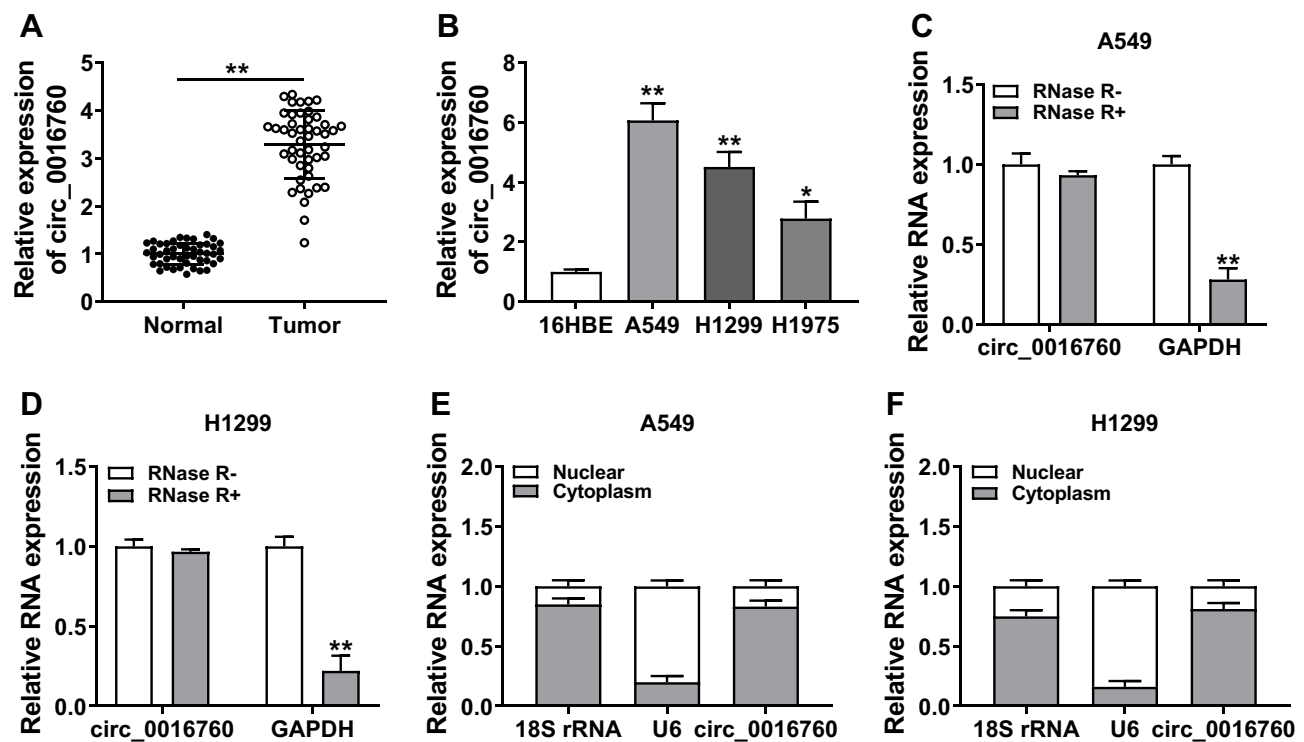 A
Relative expression
of circ_0016760
5
4
3
2
1
0
**
Normal Tumor
B
Relative expression
of circ_0016760
8
6
4
2
0
**
**
*
16HBE A549 H1299 H1975
C
A549
Relative RNA expression
1.5
1.0
0.5
0.0
RNase R-
RNase R+
**
circ_0016760 GAPDH
D
H1299
Relative RNA expression
1.5
1.0
0.5
0.0
RNase R-
RNase R+
**
circ_0016760 GAPDH
E
A549
Relative RNA expression
2.0
1.5
1.0
0.5
0.0
Nuclear
Cytoplasm
18S rRNA U6 circ_0016760
F
H1299
Relative RNA expression
2.0
1.5
1.0
0.5
0.0
Nuclear
Cytoplasm
18S rRNA U6 circ_0016760